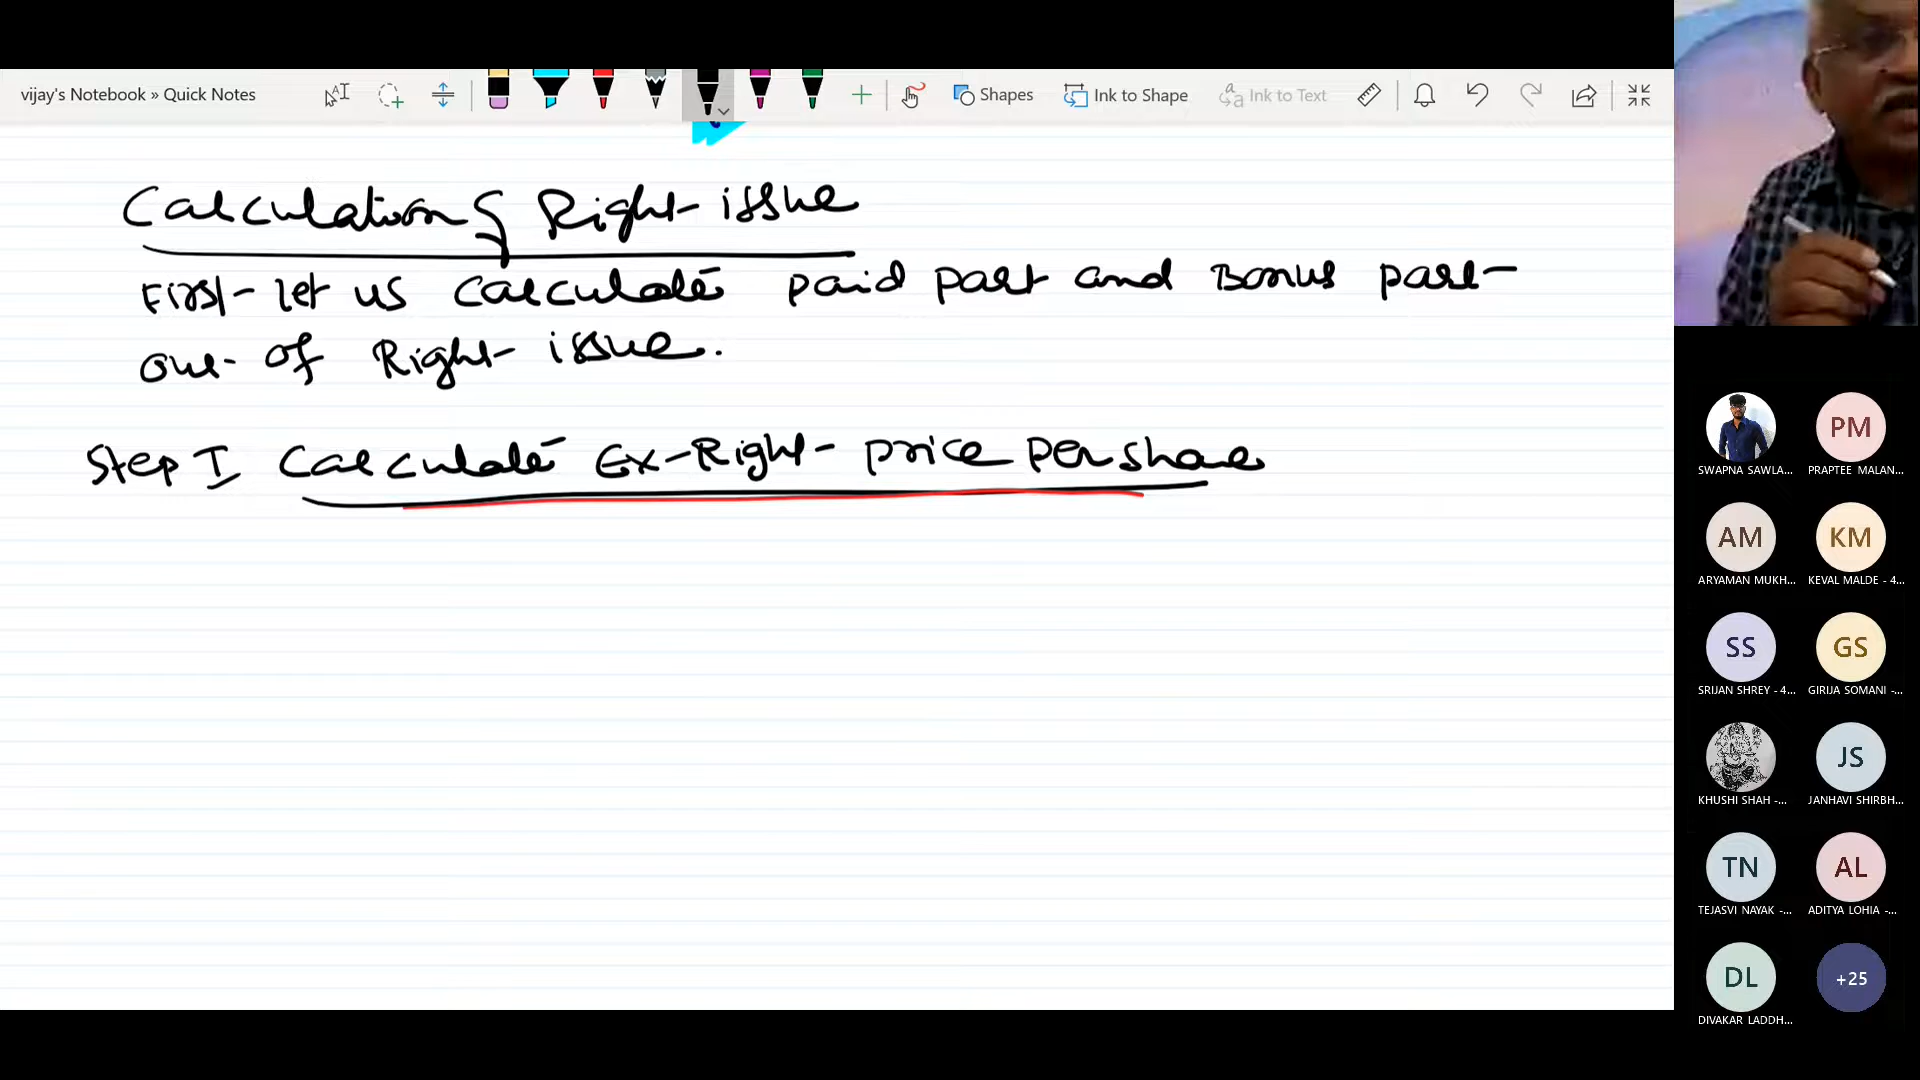 vijay's Notebook » Quick Notes
Shapes
Ink to Shape
Ink to Text
Calculation of Right issue
First let us calculate paid part and Bonus part
out of Right issue.
Step I Calculate Ex-Right price per share
SWAPNA SAWLA...
PM
PRAPTEE MALAN...
AM
ARYAMAN MUKH...
KM
KEVAL MALDE - 4...
SS
SRIJAN SHREY - 4...
GS
GIRIJA SOMANI -...
KHUSHI SHAH -...
JS
JANHAVI SHIRBH...
TN
TEJASVI NAYAK -...
AL
ADITYA LOHIA -...
DL
DIVAKAR LADDH...
+25